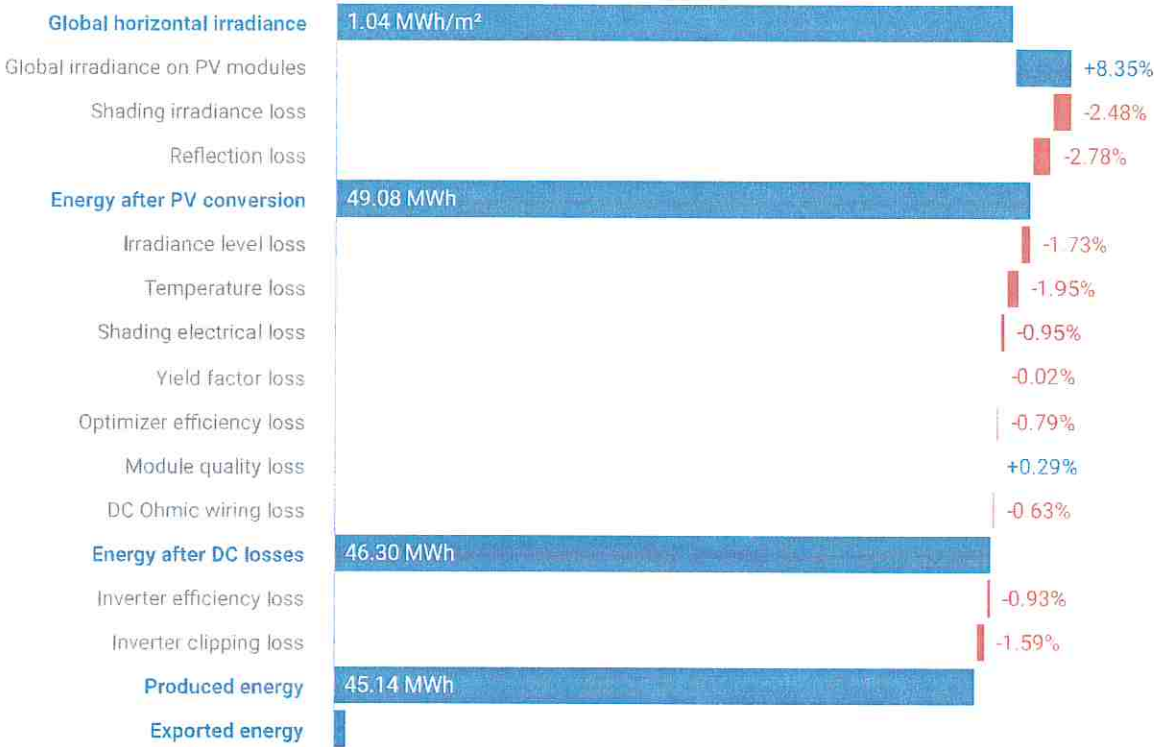 Global horizontal irradiance 1.04 MWh/m²
Global irradiance on PV modules +8.35%
Shading irradiance loss -2.48%
Reflection loss -2.78%
Energy after PV conversion 49.08 MWh
Irradiance level loss -1.73%
Temperature loss -1.95%
Shading electrical loss -0.95%
Yield factor loss -0.02%
Optimizer efficiency loss -0.79%
Module quality loss +0.29%
DC Ohmic wiring loss -0.63%
Energy after DC losses 46.30 MWh
Inverter efficiency loss -0.93%
Inverter clipping loss -1.59%
Produced energy 45.14 MWh
Exported energy